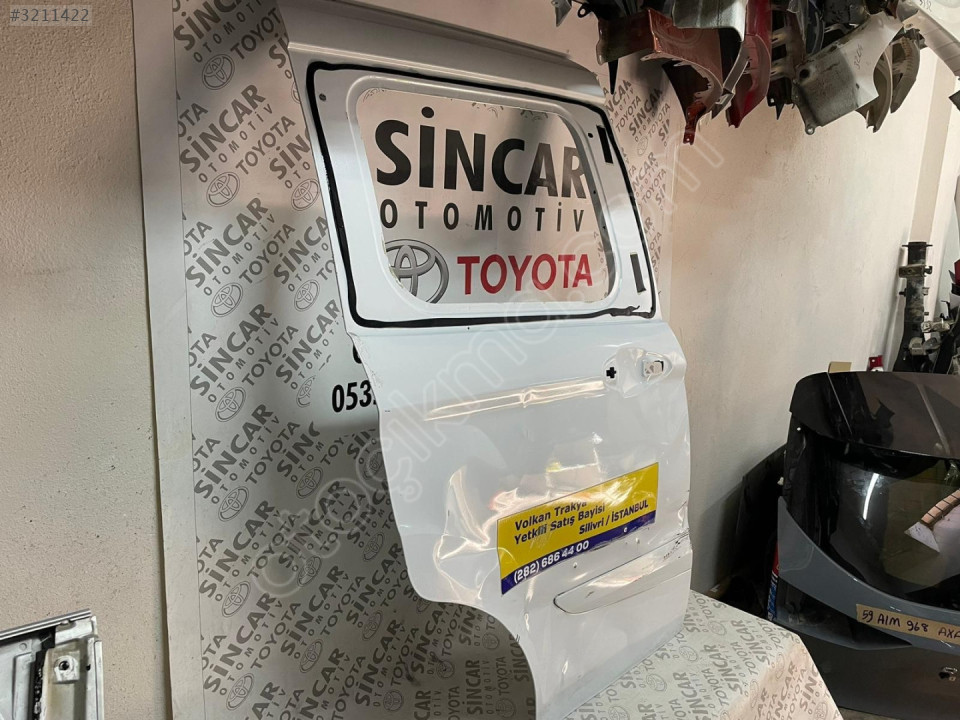 #3211422
SİNCAR
OTOMOTİV
TOYOTA
SİNCAR
OTOMOTİV
TOYOTA
053
Volkan Trakya
Yetkili Satış Bayisi
Silivri / İSTANBUL
(282) 686 44 00
59 AIM 968 AXA